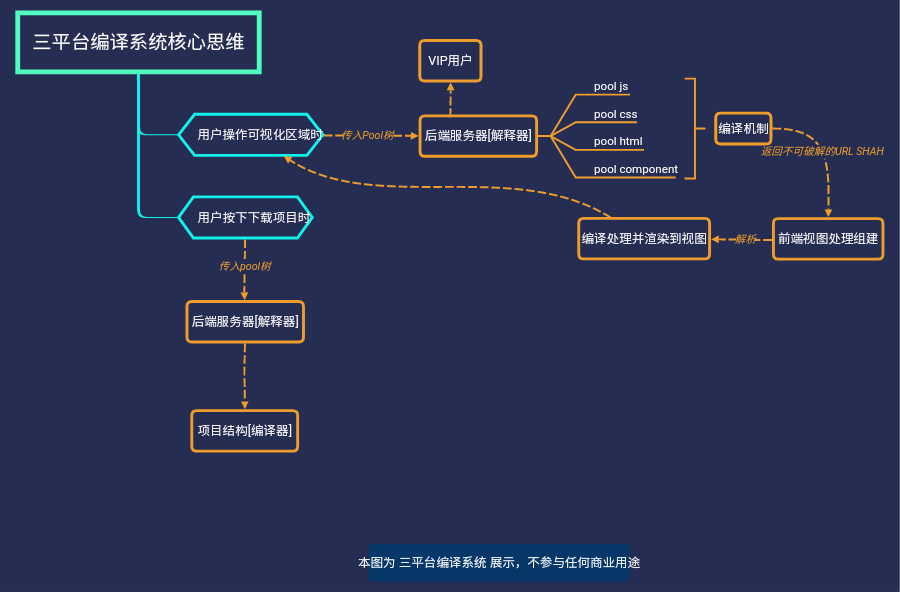 三平台编译系统核心思维
VIP用户
用户操作可视化区域时
传入Pool树
后端服务器[解释器]
pool js
pool css
pool html
pool component
编译机制
返回不可破解的URL SHAH
用户按下下载项目时
编译处理并渲染到视图
解析
前端视图处理组建
传入pool树
后端服务器[解释器]
项目结构[编译器]
本图为 三平台编译系统 展示，不参与任何商业用途